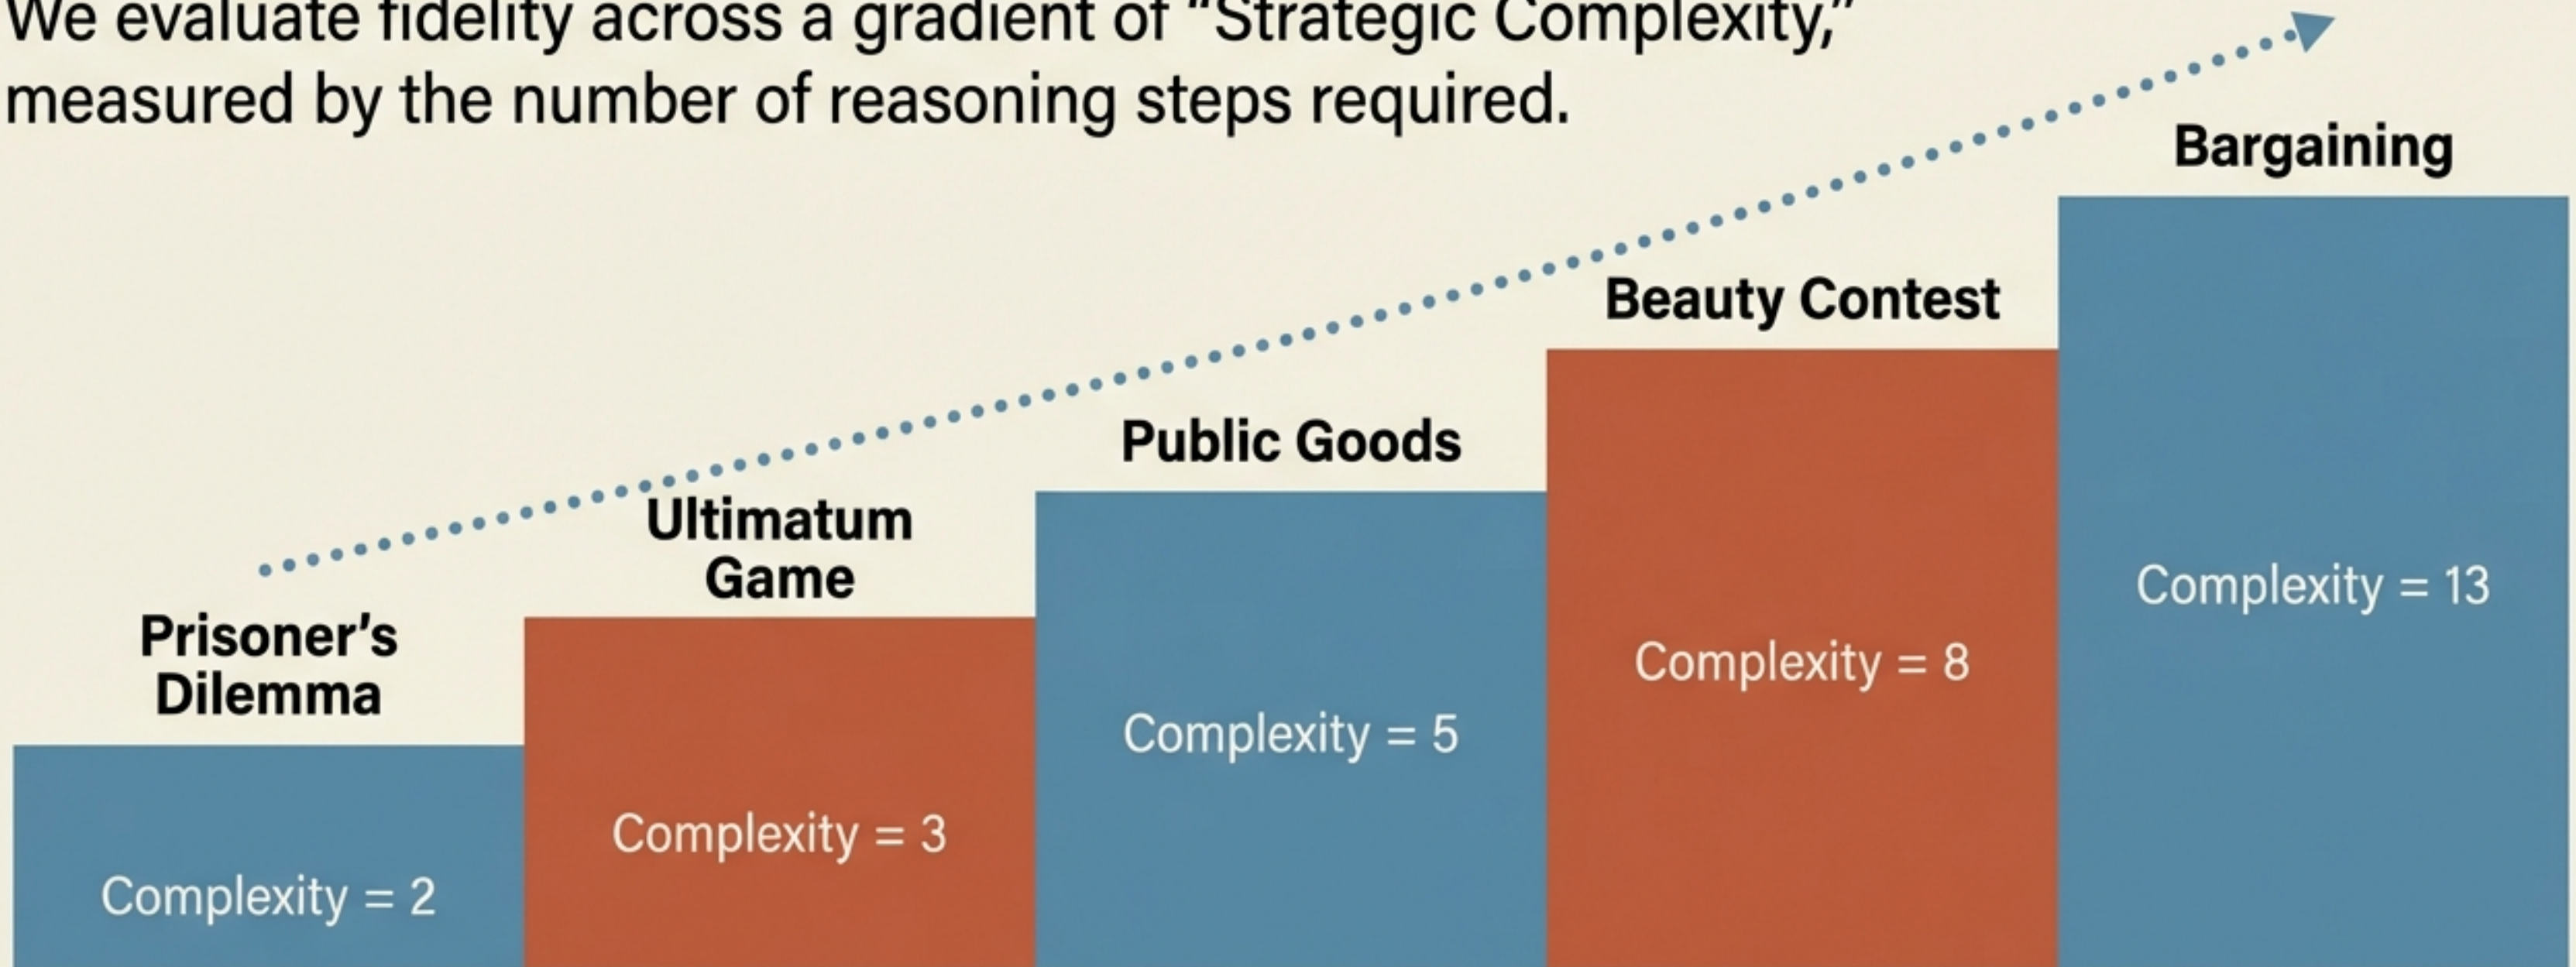 We evaluate fidelity across a gradient of “Strategic Complexity,”
measured by the number of reasoning steps required.
Prisoner’s
Dilemma
Complexity = 2
Ultimatum
Game
Complexity = 3
Public Goods
Complexity = 5
Beauty Contest
Complexity = 8
Bargaining
Complexity = 13